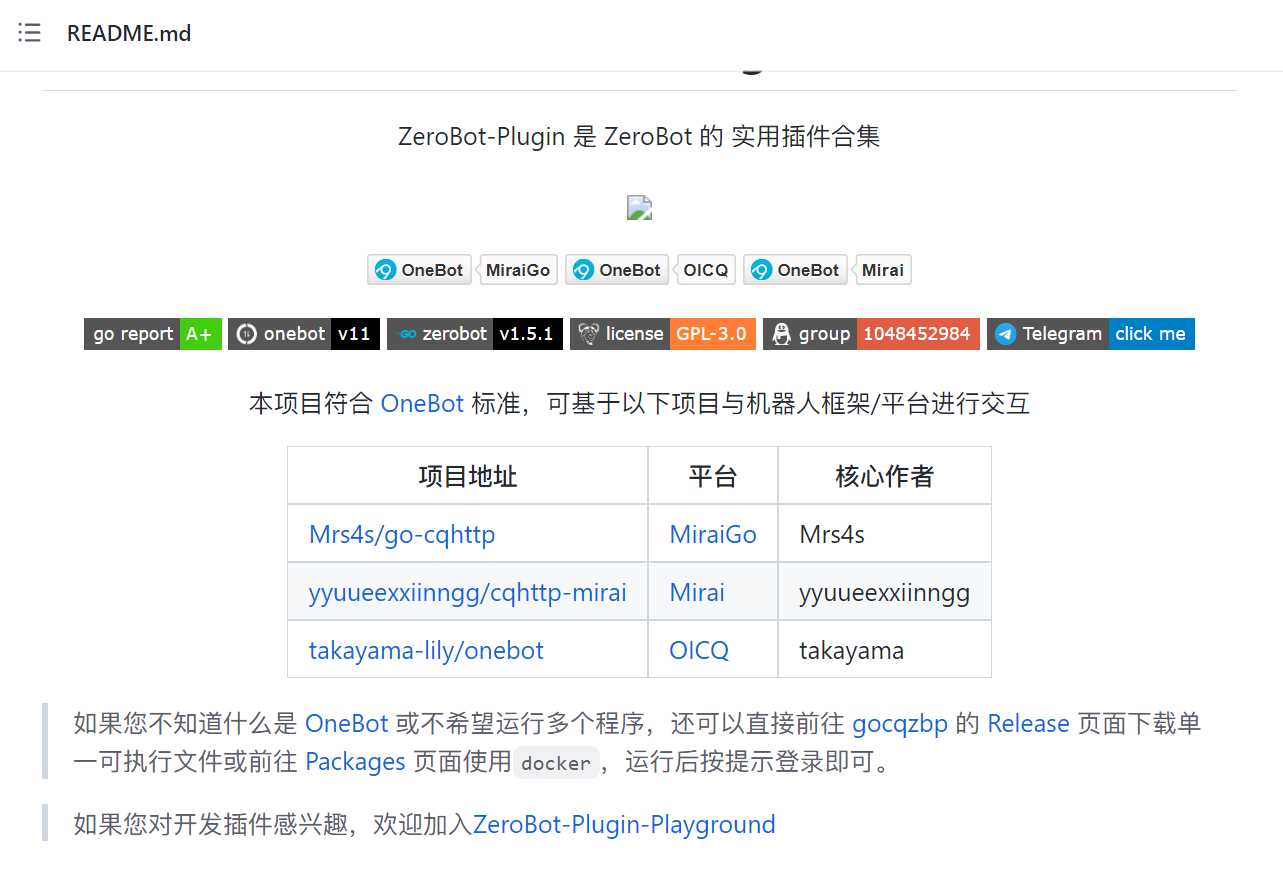 README.md
ZeroBot-Plugin 是 ZeroBot 的 实用插件合集
OneBot MiraiGo OneBot OICQ OneBot Mirai
go report A+ onebot v11 zerobot v1.5.1 license GPL-3.0 group 1048452984 Telegram click me
本项目符合 OneBot 标准，可基于以下项目与机器人框架/平台进行交互
项目地址 平台 核心作者
Mrs4s/go-cqhttp MiraiGo Mrs4s
yyuueexxiinngg/cqhttp-mirai Mirai yyuueexxiinngg
takayama-lily/onebot OICQ takayama
如果您不知道什么是 OneBot 或不希望运行多个程序，还可以直接前往 gocqzbp 的 Release 页面下载单
一可执行文件或前往 Packages 页面使用 docker，运行后按提示登录即可。
如果您对开发插件感兴趣，欢迎加入ZeroBot-Plugin-Playground